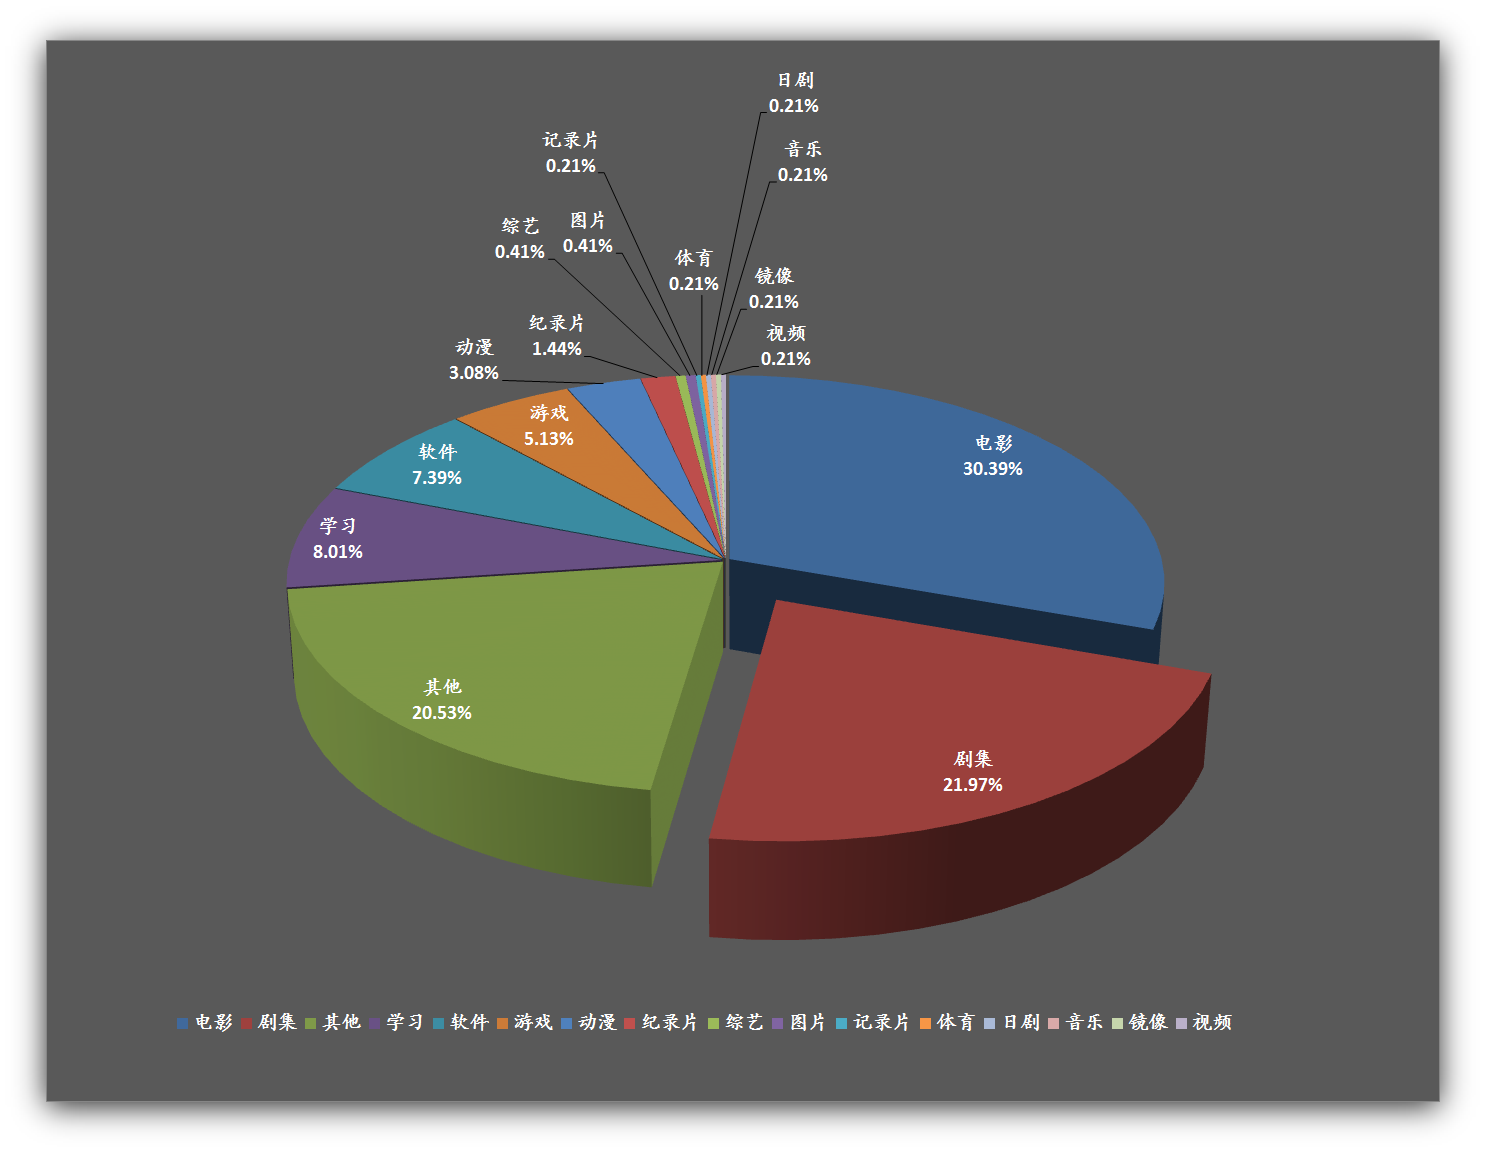 日剧
0.21%
记录片
0.21%
音乐
0.21%
综艺
0.41%
图片
0.41%
体育
0.21%
镜像
0.21%
纪录片
1.44%
视频
0.21%
动漫
3.08%
游戏
5.13%
电影
30.39%
软件
7.39%
学习
8.01%
其他
20.53%
剧集
21.97%
电影 剧集 其他 学习 软件 游戏 动漫 纪录片 综艺 图片 记录片 体育 日剧 音乐 镜像 视频